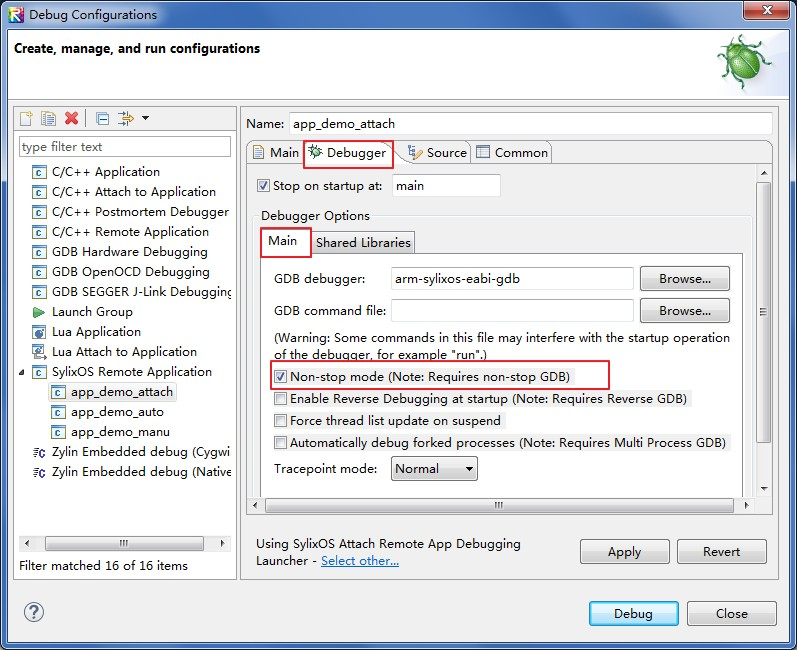 Debug Configurations
Create, manage, and run configurations
type filter text
C/C++ Application
C/C++ Attach to Application
C/C++ Postmortem Debugger
C/C++ Remote Application
GDB Hardware Debugging
GDB OpenOCD Debugging
GDB SEGGER J-Link Debugging
Launch Group
Lua Application
Lua Attach to Application
SylixOS Remote Application
app_demo_attach
app_demo_auto
app_demo_manu
Zylin Embedded debug (Cygwi
Zylin Embedded debug (Native
Filter matched 16 of 16 items
Name: app_demo_attach
Main Debugger Source Common
Stop on startup at: main
Debugger Options
Main Shared Libraries
GDB debugger: arm-sylixos-eabi-gdb Browse...
GDB command file: Browse...
(Warning: Some commands in this file may interfere with the startup operation
of the debugger, for example "run".)
Non-stop mode (Note: Requires non-stop GDB)
Enable Reverse Debugging at startup (Note: Requires Reverse GDB)
Force thread list update on suspend
Automatically debug forked processes (Note: Requires Multi Process GDB)
Tracepoint mode: Normal
Using SylixOS Attach Remote App Debugging
Launcher - Select other...
Apply Revert
Debug Close